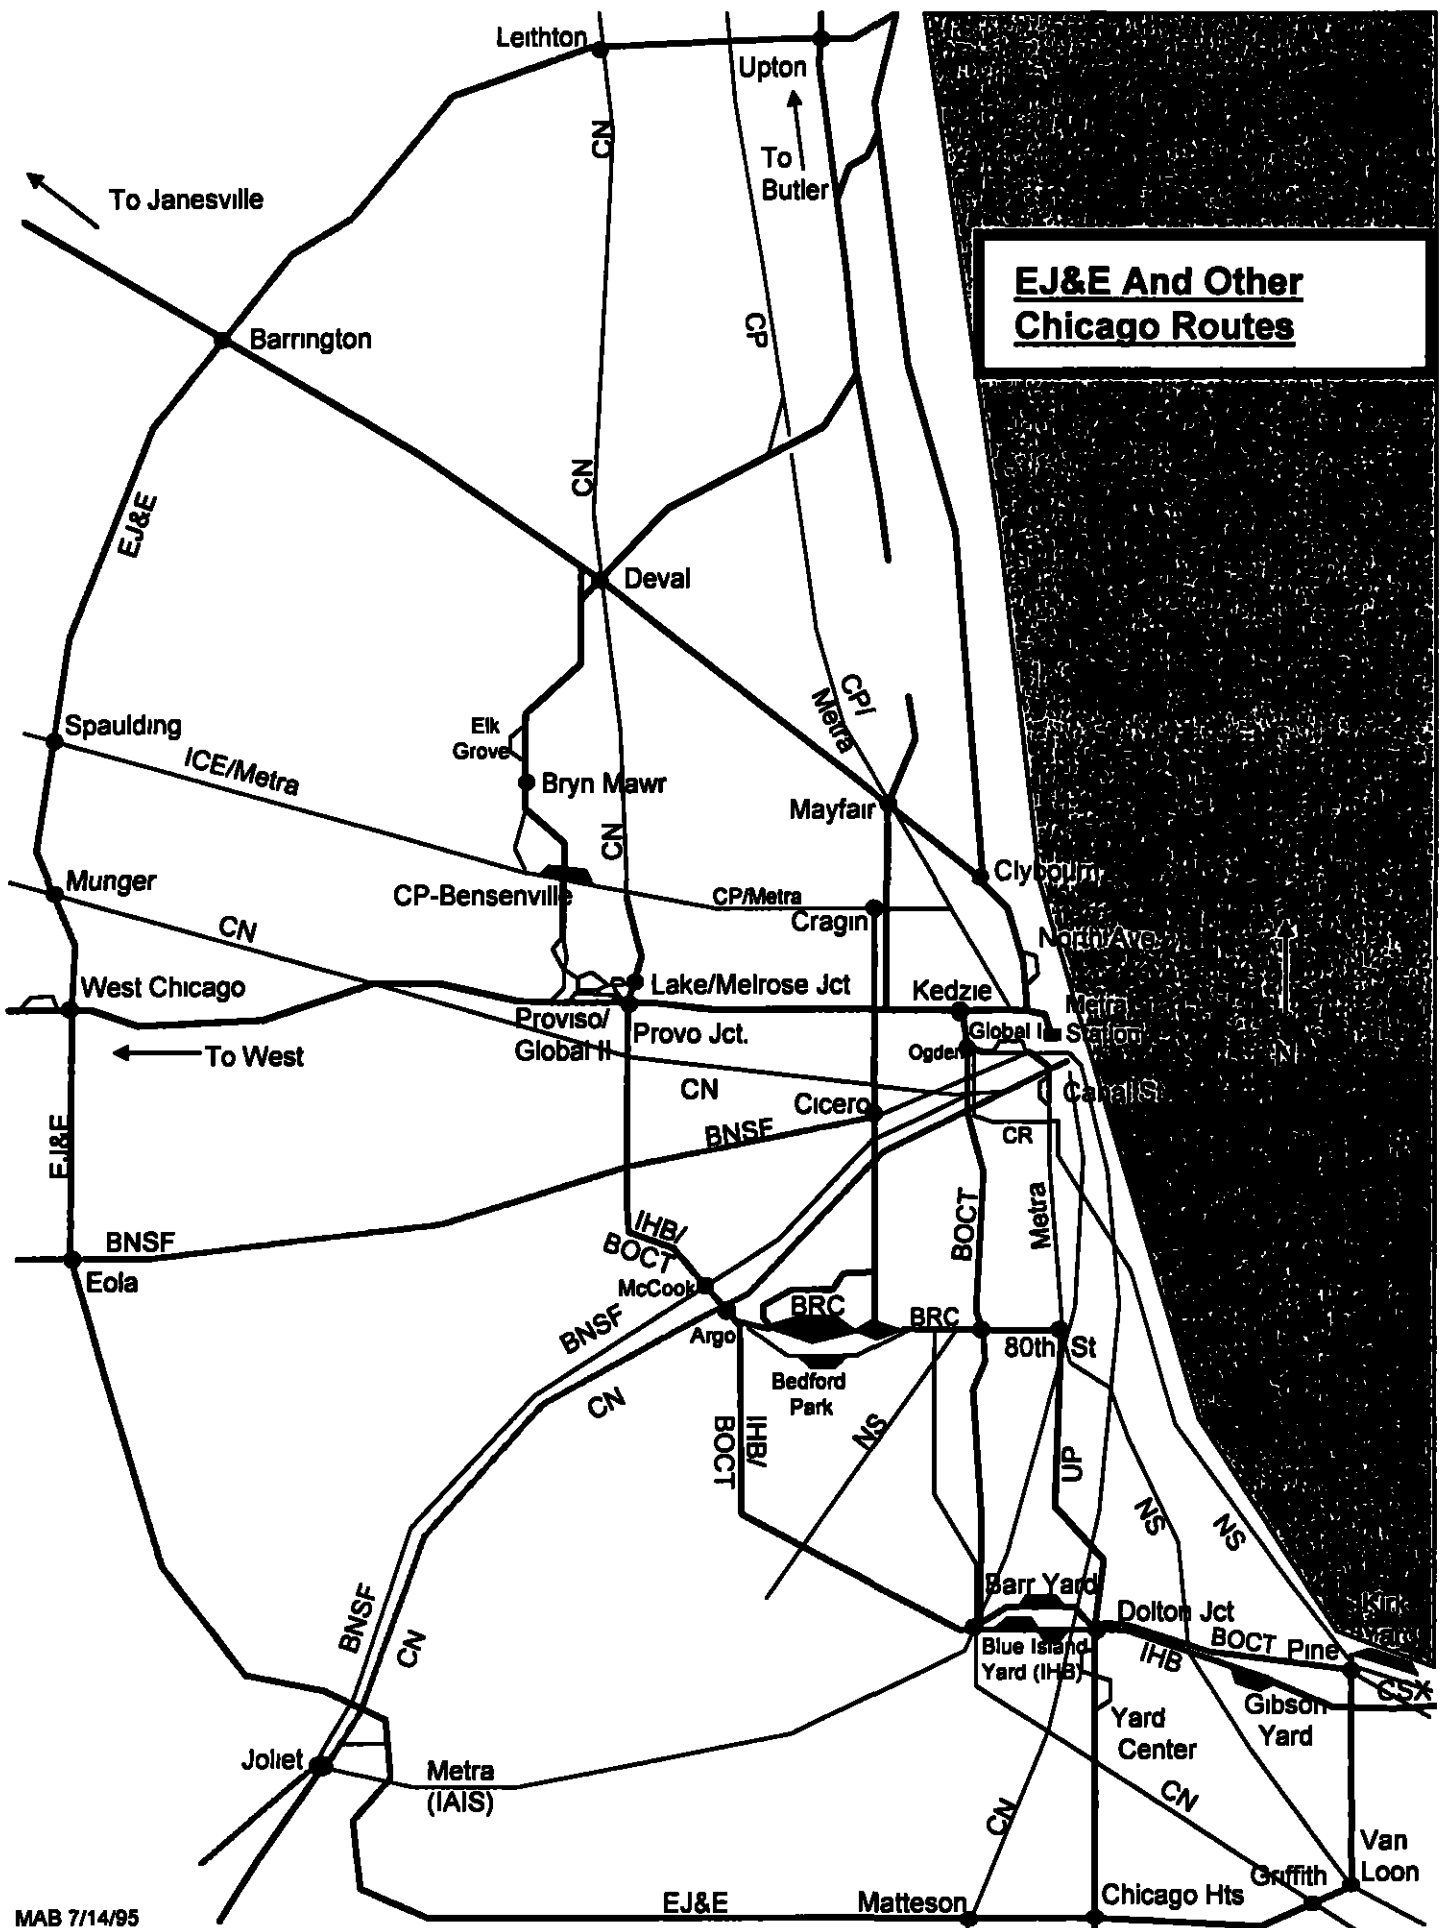 Leithton
Upton
CN
To
Butler
To Janesville
EJ&E And Other
Chicago Routes
CP
Barrington
CN
EJ&E
Deval
CP/
Metra
Spaulding
Elk
Grove
ICE/Metra
Bryn Mawr
Mayfair
CN
Clybourn
Munger
CP-Bensenville
CP/Metra
Cragin
CN
North Ave
West Chicago
Lake/Melrose Jct
Kedzie
Metra
Station
Proviso/
Global II
Provo Jct.
Global I
Ogden
To West
N
CN
Canal St
Cicero
EJ&E
BNSF
CR
BOCT
Metra
BNSF
IHB/
BOCT
Eola
McCook
BRC
BRC
Argo
80th St
BNSF
Bedford
Park
CN
IHB/
BOCT
NS
UP
NS
NS
Barr Yard
BNSF
CN
Dolton Jct
Kirk
Yard
Blue Island
Yard (IHB)
IHB
BOCT
Pine
CSX
Gibson
Yard
Yard
Center
Joliet
Metra
(IAIS)
CN
CN
Van
Loon
Griffith
EJ&E
Matteson
Chicago Hts
MAB 7/14/95